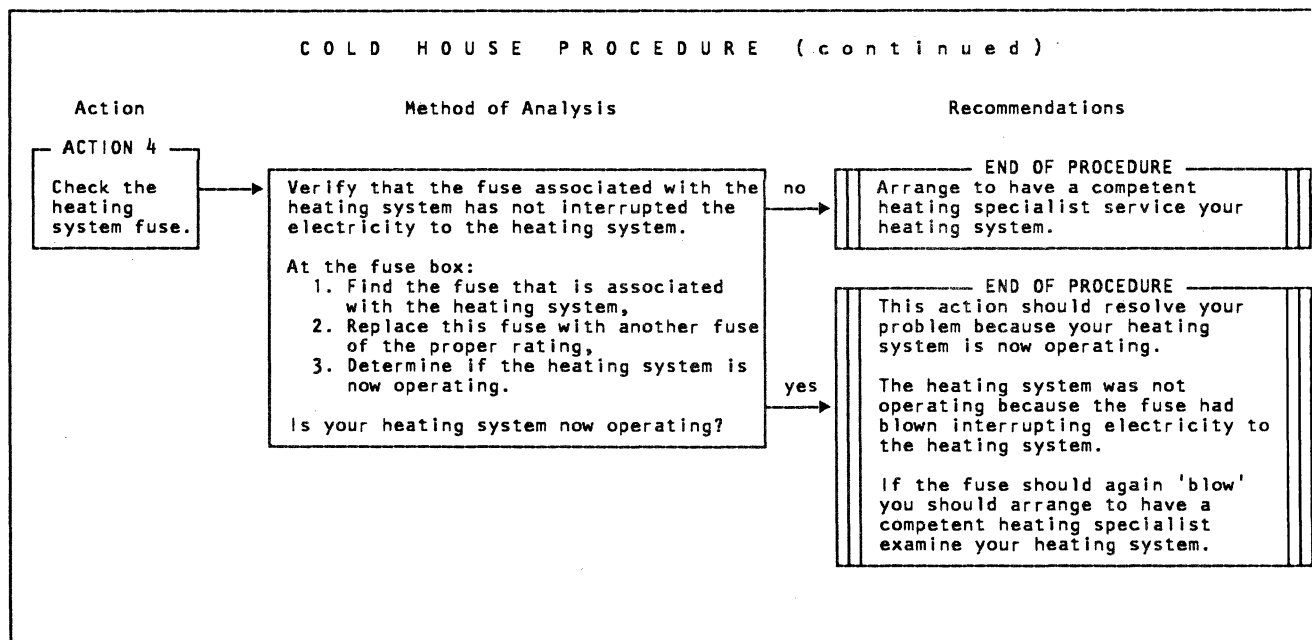 COLD HOUSE PROCEDURE (continued)
Action
Method of Analysis
Recommendations
ACTION 4
Check the
heating
system fuse.
Verify that the fuse associated with the
heating system has not interrupted the
electricity to the heating system.
At the fuse box:
1. Find the fuse that is associated
with the heating system,
2. Replace this fuse with another fuse
of the proper rating,
3. Determine if the heating system is
now operating.
Is your heating system now operating?
no
END OF PROCEDURE
Arrange to have a competent
heating specialist service your
heating system.
yes
END OF PROCEDURE
This action should resolve your
problem because your heating
system is now operating.
The heating system was not
operating because the fuse had
blown interrupting electricity to
the heating system.
If the fuse should again 'blow'
you should arrange to have a
competent heating specialist
examine your heating system.